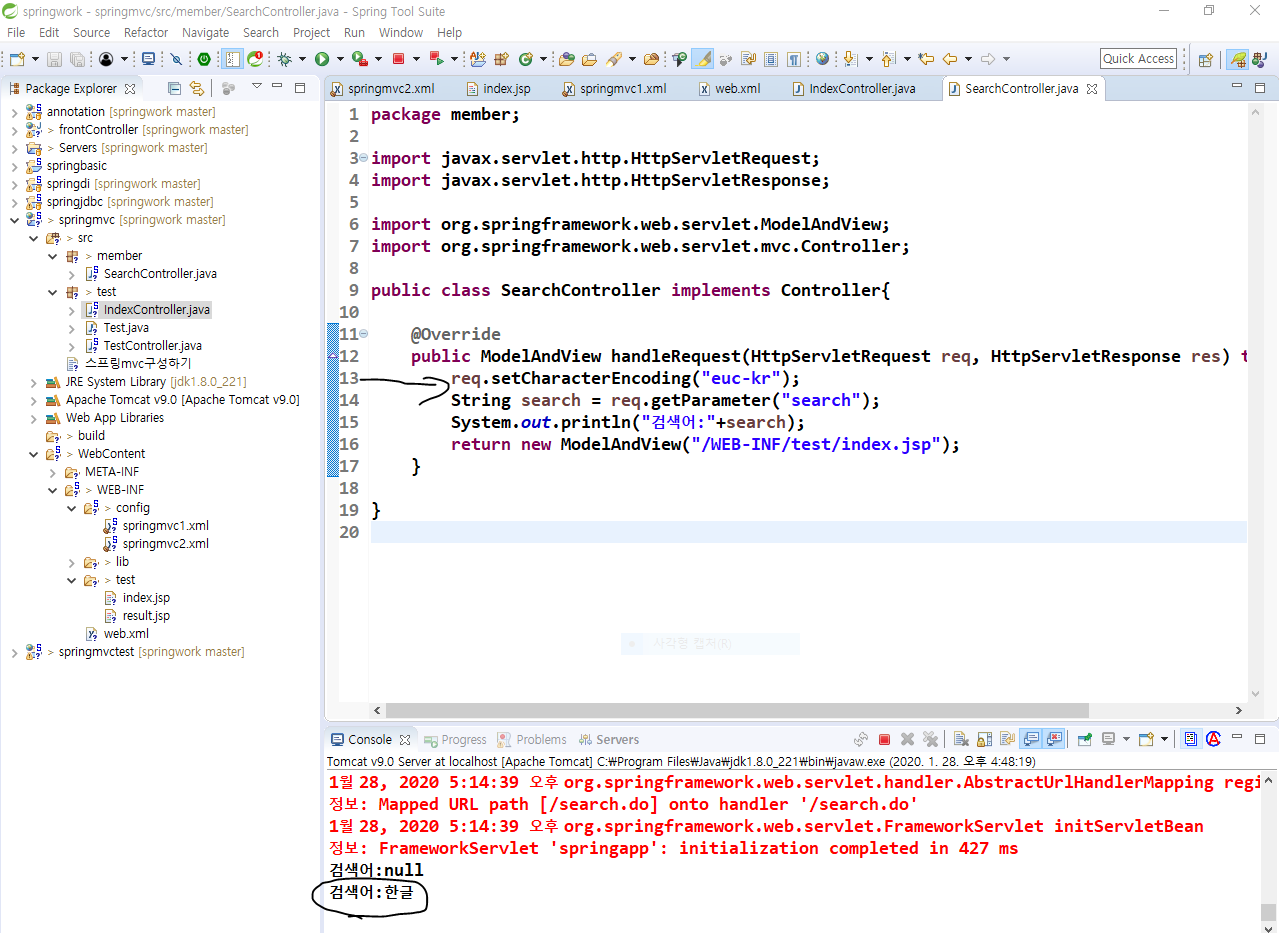 springwork - springmvc/src/member/SearchController.java - Spring Tool Suite
File Edit Source Refactor Navigate Search Project Run Window Help
Quick Access
Package Explorer
springmvc2.xml index.jsp springmvc1.xml web.xml IndexController.java SearchController.java
annotation [springwork master]
> frontController [springwork master]
> Servers [springwork master]
springbasic
springdi [springwork master]
springjdbc [springwork master]
> springmvc [springwork master]
> src
> member
SearchController.java
> test
IndexController.java
Test.java
TestController.java
스프링mvc구성하기
JRE System Library [jdk1.8.0_221]
Apache Tomcat v9.0 [Apache Tomcat v9.0]
Web App Libraries
> build
> WebContent
META-INF
> WEB-INF
> config
springmvc1.xml
springmvc2.xml
> lib
> test
index.jsp
result.jsp
web.xml
> springmvctest [springwork master]
1 package member;
2
3 import javax.servlet.http.HttpServletRequest;
4 import javax.servlet.http.HttpServletResponse;
5
6 import org.springframework.web.servlet.ModelAndView;
7 import org.springframework.web.servlet.mvc.Controller;
8
9 public class SearchController implements Controller{
10
11 @Override
12 public ModelAndView handleRequest(HttpServletRequest req, HttpServletResponse res) t
13 req.setCharacterEncoding("euc-kr");
14 String search = req.getParameter("search");
15 System.out.println("검색어:"+search);
16 return new ModelAndView("/WEB-INF/test/index.jsp");
17 }
18
19 }
20
사각형 캡처(R)
Console Progress Problems Servers
Tomcat v9.0 Server at localhost [Apache Tomcat] C:₩Program Files₩Java₩jdk1.8.0_221₩bin₩javaw.exe (2020. 1. 28. 오후 4:48:19)
1월 28, 2020 5:14:39 오후 org.springframework.web.servlet.handler.AbstractUrlHandlerMapping regi
정보: Mapped URL path [/search.do] onto handler '/search.do'
1월 28, 2020 5:14:39 오후 org.springframework.web.servlet.FrameworkServlet initServletBean
정보: FrameworkServlet 'springapp': initialization completed in 427 ms
검색어:null
검색어:한글